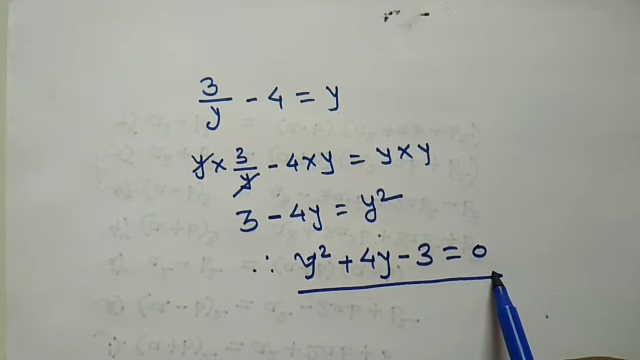 3/y - 4 = y
y × 3/y - 4 × y = y × y
3 - 4y = y²
∴ y² + 4y - 3 = 0